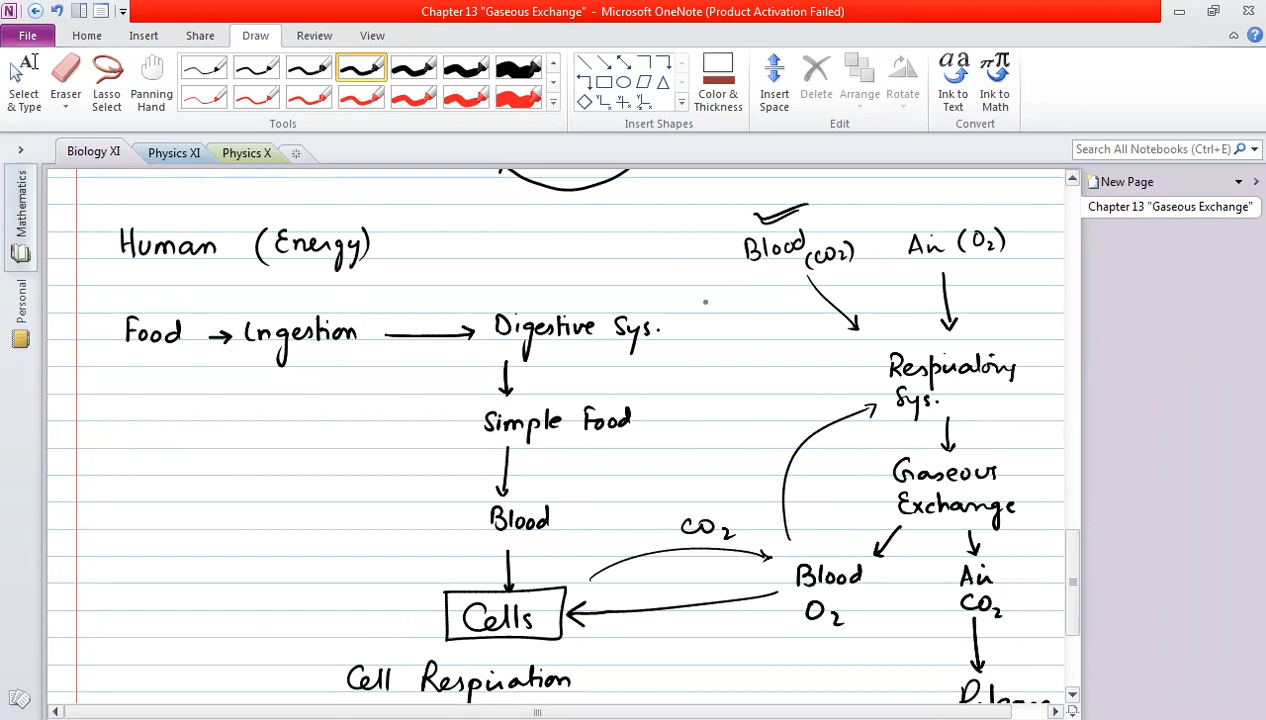 Chapter 13 "Gaseous Exchange" - Microsoft OneNote (Product Activation Failed)
File Home Insert Share Draw Review View
Select & Type
Eraser
Lasso Select
Panning Hand
Color & Thickness
Insert Space
Delete
Arrange
Rotate
Ink to Text
Ink to Math
Tools
Insert Shapes
Edit
Convert
Biology XI Physics XI Physics X
Search All Notebooks (Ctrl+E)
New Page
Chapter 13 "Gaseous Exchange"
Mathematics
Personal
Human (Energy)
Blood (CO2) Air (O2)
Food → Ingestion → Digestive Sys.
Respiratory Sys.
Simple Food
Gaseous Exchange
Blood
CO2
Blood O2
Air CO2
Cells
Cell Respiration